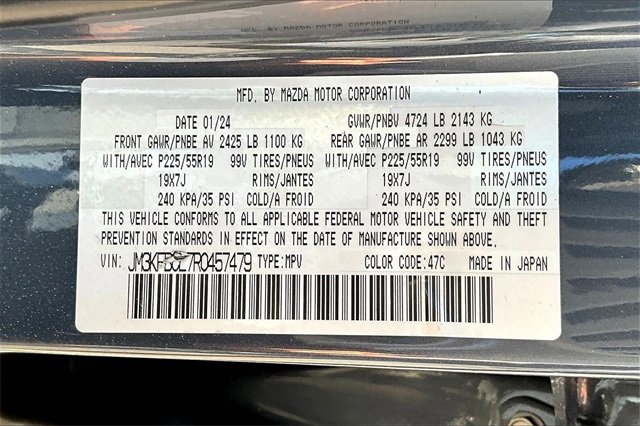 MFD. BY MAZDA MOTOR CORPORATION
DATE 01/24 GVWR/PNBV 4724 LB 2143 KG
FRONT GAWR/PNBE AV 2425 LB 1100 KG REAR GAWR/PNBE AR 2299 LB 1043 KG
WITH/AVEC P225/55R19 99V TIRES/PNEUS WITH/AVEC P225/55R19 99V TIRES/PNEUS
19X7J RIMS/JANTES 19X7J RIMS/JANTES
240 KPA/35 PSI COLD/A FROID 240 KPA/35 PSI COLD/A FROID
THIS VEHICLE CONFORMS TO ALL APPLICABLE FEDERAL MOTOR VEHICLE SAFETY AND THEFT
PREVENTION STANDARDS IN EFFECT ON THE DATE OF MANUFACTURE SHOWN ABOVE.
VIN: TYPE:MPV COLOR CODE:47C MADE IN JAPAN